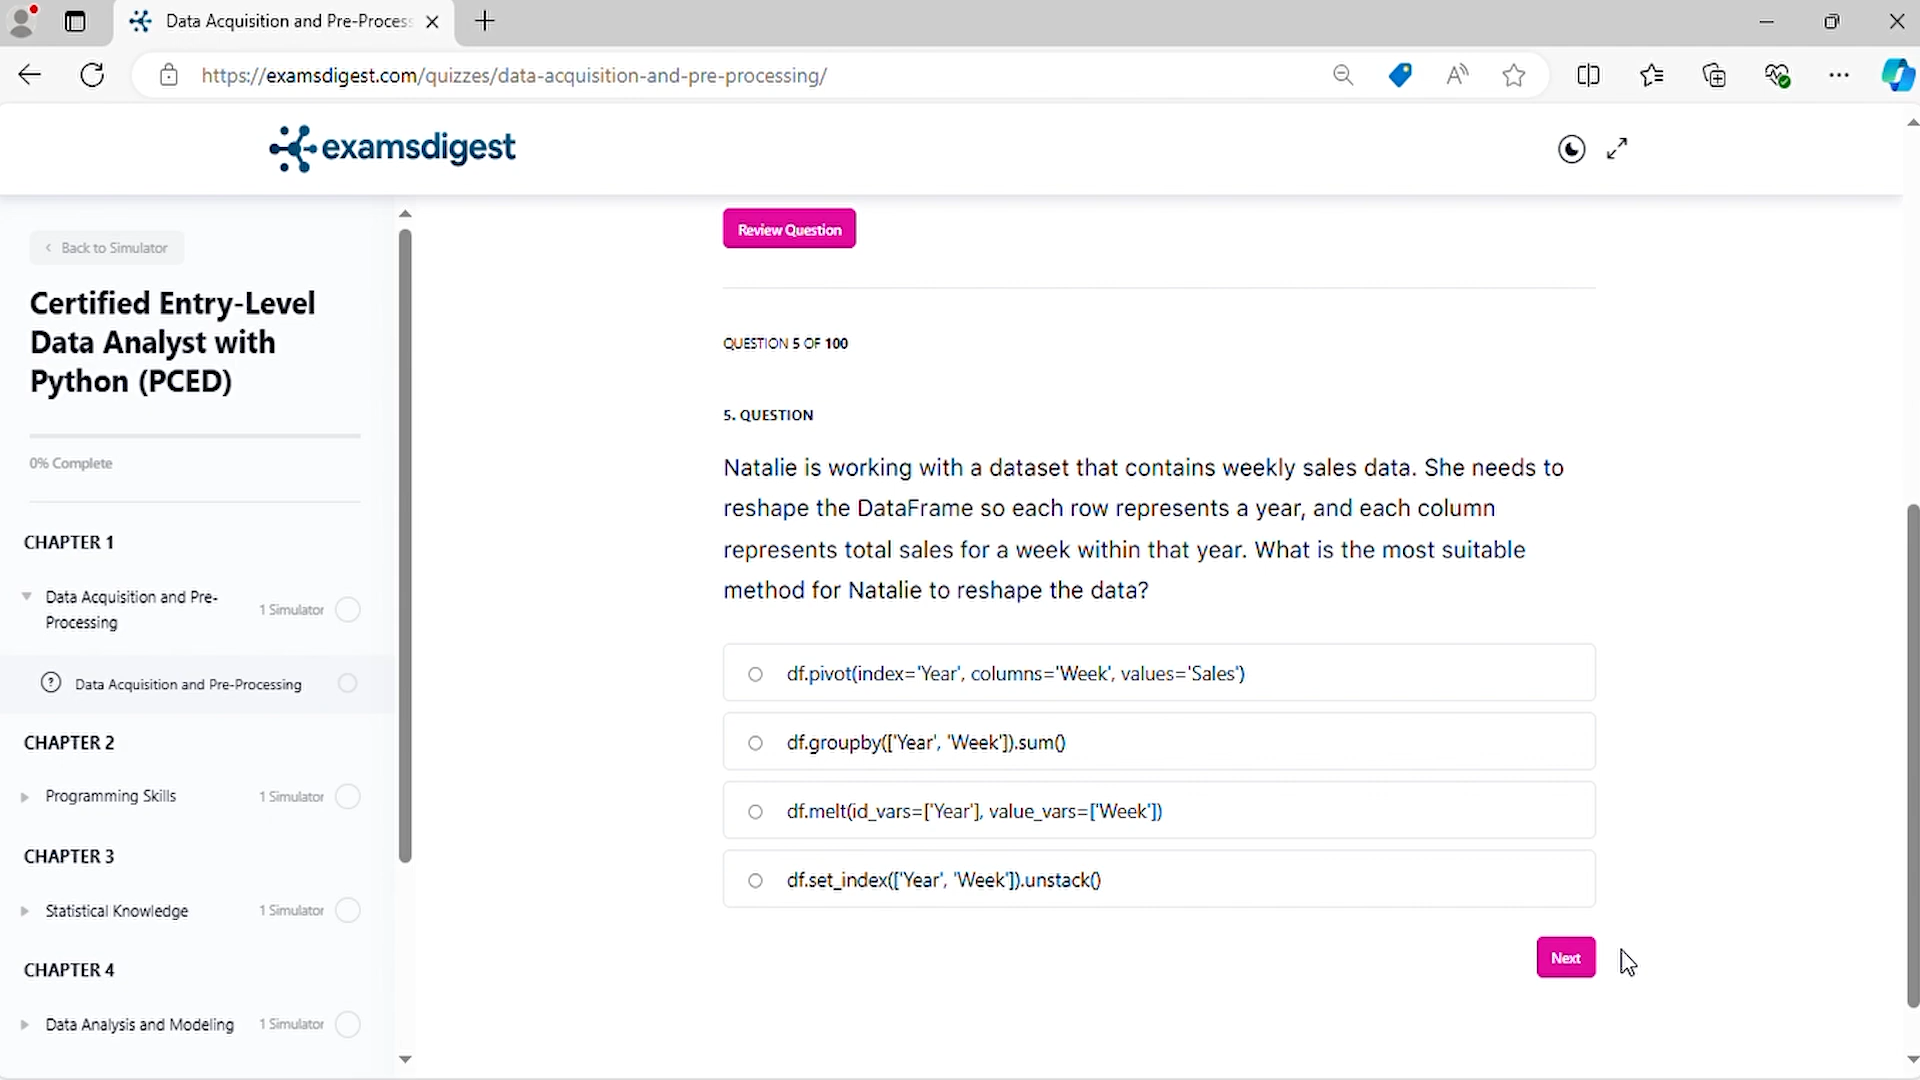 Data Acquisition and Pre-Process
https://examsdigest.com/quizzes/data-acquisition-and-pre-processing/
examsdigest
Back to Simulator
Certified Entry-Level
Data Analyst with
Python (PCED)
0% Complete
CHAPTER 1
Data Acquisition and Pre-
Processing
1 Simulator
Data Acquisition and Pre-Processing
CHAPTER 2
Programming Skills 1 Simulator
CHAPTER 3
Statistical Knowledge 1 Simulator
CHAPTER 4
Data Analysis and Modeling 1 Simulator
Review Question
QUESTION 5 OF 100
5. QUESTION
Natalie is working with a dataset that contains weekly sales data. She needs to
reshape the DataFrame so each row represents a year, and each column
represents total sales for a week within that year. What is the most suitable
method for Natalie to reshape the data?
df.pivot(index='Year', columns='Week', values='Sales')
df.groupby(['Year', 'Week']).sum()
df.melt(id_vars=['Year'], value_vars=['Week'])
df.set_index(['Year', 'Week']).unstack()
Next